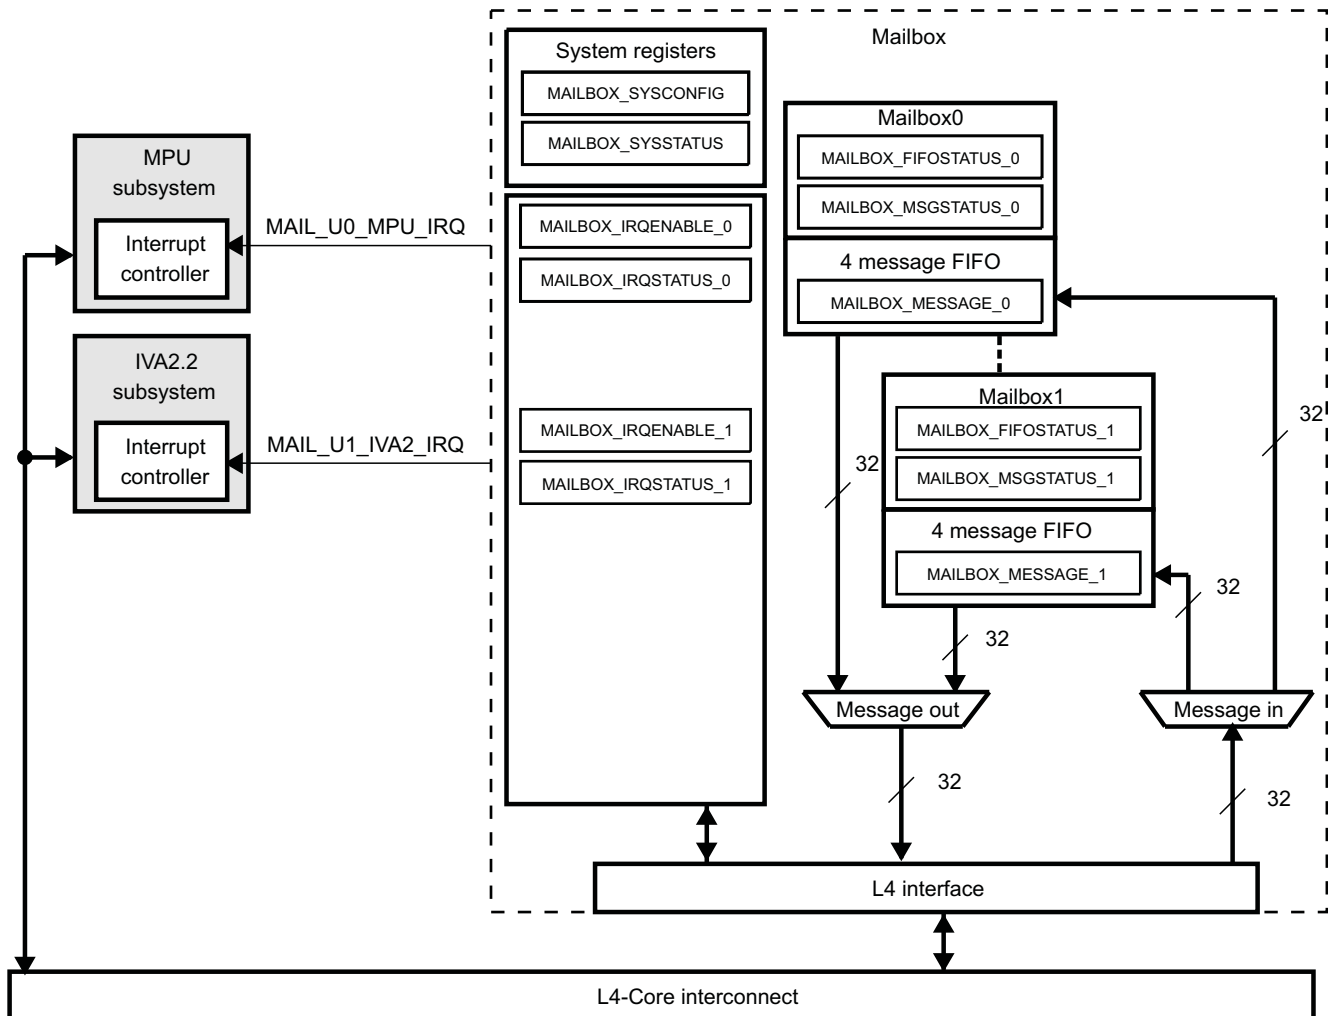 Mailbox
System registers
MAILBOX_SYSCONFIG
MAILBOX_SYSSTATUS
MAILBOX_IRQENABLE_0
MAILBOX_IRQSTATUS_0
MAILBOX_IRQENABLE_1
MAILBOX_IRQSTATUS_1
MPU
subsystem
Interrupt
controller
MAIL_U0_MPU_IRQ
IVA2.2
subsystem
Interrupt
controller
MAIL_U1_IVA2_IRQ
Mailbox0
MAILBOX_FIFOSTATUS_0
MAILBOX_MSGSTATUS_0
4 message FIFO
MAILBOX_MESSAGE_0
Mailbox1
MAILBOX_FIFOSTATUS_1
MAILBOX_MSGSTATUS_1
4 message FIFO
MAILBOX_MESSAGE_1
32
32
32
32
Message out
Message in
32
32
L4 interface
L4-Core interconnect